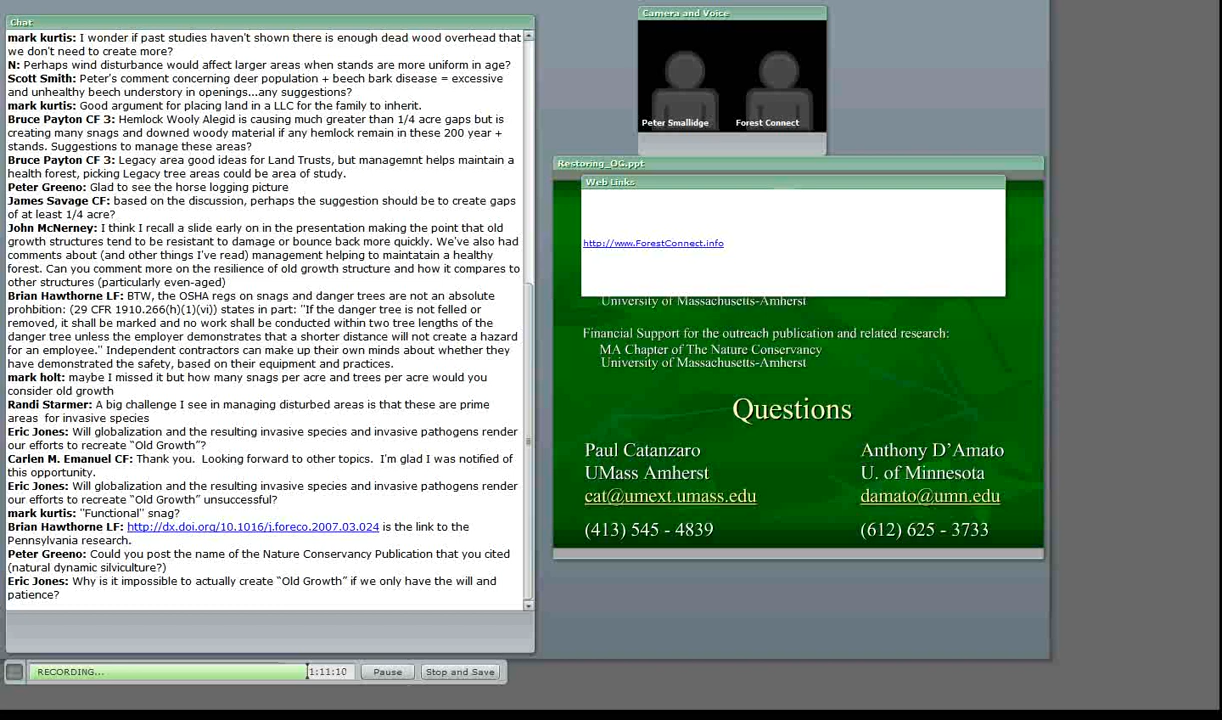 Chat
mark kurtis: I wonder if past studies haven't shown there is enough dead wood overhead that
we don't need to create more?
N: Perhaps wind disturbance would affect larger areas when stands are more uniform in age?
Scott Smith: Peter's comment concerning deer population + beech bark disease = excessive
and unhealthy beech understory in openings...any suggestions?
mark kurtis: Good argument for placing land in a LLC for the family to inherit.
Bruce Payton CF 3: Hemlock Wooly Alegid is causing much greater than 1/4 acre gaps but is
creating many snags and downed woody material if any hemlock remain in these 200 year +
stands. Suggestions to manage these areas?
Bruce Payton CF 3: Legacy area good ideas for Land Trusts, but managemnt helps maintain a
health forest, picking Legacy tree areas could be area of study.
Peter Greeno: Glad to see the horse logging picture
James Savage CF: based on the discussion, perhaps the suggestion should be to create gaps
of at least 1/4 acre?
John McNerney: I think I recall a slide early on in the presentation making the point that old
growth structures tend to be resistant to damage or bounce back more quickly. We've also had
comments about (and other things I've read) management helping to maintatain a healthy
forest. Can you comment more on the resilience of old growth structure and how it compares to
other structures (particularly even-aged)
Brian Hawthorne LF: BTW, the OSHA regs on snags and danger trees are not an absolute
prohbition: (29 CFR 1910.266(h)(1)(vi)) states in part: "If the danger tree is not felled or
removed, it shall be marked and no work shall be conducted within two tree lengths of the
danger tree unless the employer demonstrates that a shorter distance will not create a hazard
for an employee." Independent contractors can make up their own minds about whether they
have demonstrated the safety, based on their equipment and practices.
mark holt: maybe I missed it but how many snags per acre and trees per acre would you
consider old growth
Randi Starmer: A big challenge I see in managing disturbed areas is that these are prime
areas for invasive species
Eric Jones: Will globalization and the resulting invasive species and invasive pathogens render
our efforts to recreate “Old Growth”?
Carlen M. Emanuel CF: Thank you. Looking forward to other topics. I'm glad I was notified of
this opportunity.
Eric Jones: Will globalization and the resulting invasive species and invasive pathogens render
our efforts to recreate “Old Growth” unsuccessful?
mark kurtis: "Functional" snag?
Brian Hawthorne LF: http://dx.doi.org/10.1016/j.foreco.2007.03.024 is the link to the
Pennsylvania research.
Peter Greeno: Could you post the name of the Nature Conservancy Publication that you cited
(natural dynamic silviculture?)
Eric Jones: Why is it impossible to actually create “Old Growth” if we only have the will and
patience?
RECORDING...
1:11:10
Pause
Stop and Save
Camera and Voice
Peter Smallidge
Forest Connect
Restoring_OG.ppt
Web Links
http://www.ForestConnect.info
University of Massachusetts-Amherst
Financial Support for the outreach publication and related research:
MA Chapter of The Nature Conservancy
University of Massachusetts-Amherst
Questions
Paul Catanzaro
UMass Amherst
cat@umext.umass.edu
(413) 545 - 4839
Anthony D’Amato
U. of Minnesota
damato@umn.edu
(612) 625 - 3733